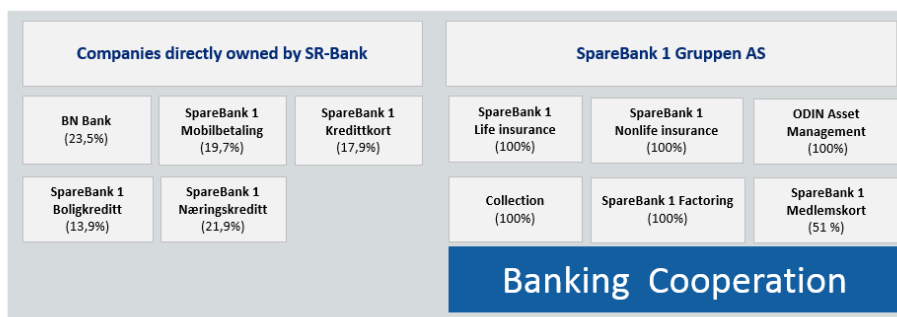 Companies directly owned by SR-Bank
BN Bank
(23,5%)
SpareBank 1
Mobilbetaling
(19,7%)
SpareBank 1
Kredittkort
(17,9%)
SpareBank 1
Boligkreditt
(13,9%)
SpareBank 1
Næringskreditt
(21,9%)
SpareBank 1 Gruppen AS
SpareBank 1
Life insurance
(100%)
SpareBank 1
Nonlife insurance
(100%)
ODIN Asset
Management
(100%)
Collection
(100%)
SpareBank 1 Factoring
(100%)
SpareBank 1
Medlemskort
(51 %)
Banking Cooperation